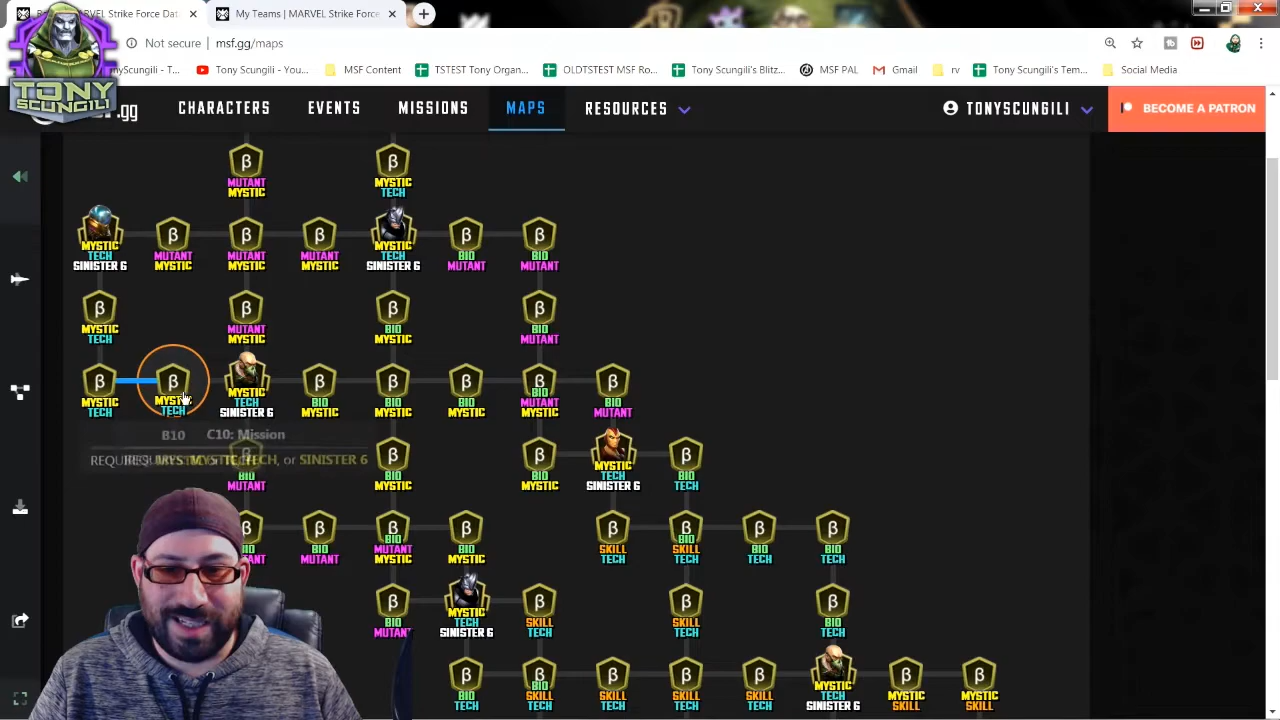 My Teams | MARVEL Strike Force
Not secure | msf.gg/maps
Tony Scungili - You...
MSF Content
TSTEST Tony Organ...
OLDTSTEST MSF Ro...
Tony Scungili's Blitz...
MSF PAL
Gmail
rv
Tony Scungili's Tem...
Social Media
TONY
SCUNGILI
.gg
CHARACTERS
EVENTS
MISSIONS
MAPS
RESOURCES
TONYSCUNGILI
BECOME A PATRON
β β
MUTANT MYSTIC
MYSTIC TECH
β β β β β
MYSTIC MUTANT MUTANT MUTANT MYSTIC BIO BIO
TECH MYSTIC MYSTIC MYSTIC TECH MUTANT MUTANT
SINISTER 6 SINISTER 6
β β β β
MYSTIC MUTANT BIO BIO
TECH MYSTIC MYSTIC MUTANT
β β β β β β β
MYSTIC MYSTIC MYSTIC BIO BIO BIO BIO BIO
TECH TECH TECH MYSTIC MYSTIC MYSTIC MUTANT MUTANT
SINISTER 6 MYSTIC
B10 C10: Mission
SINISTER 6
β β β
BIO BIO BIO MYSTIC BIO
MUTANT MYSTIC MYSTIC TECH TECH
SINISTER 6
β β β β β β β β
BIO BIO BIO SKILL BIO BIO BIO
MUTANT MUTANT MYSTIC TECH SKILL TECH TECH
MYSTIC TECH
β β β β
BIO MYSTIC SKILL SKILL BIO
MUTANT TECH TECH TECH TECH
SINISTER 6
β β β β β β β
BIO BIO SKILL SKILL SKILL MYSTIC MYSTIC MYSTIC
TECH SKILL TECH TECH TECH TECH SKILL SKILL
TECH SINISTER 6